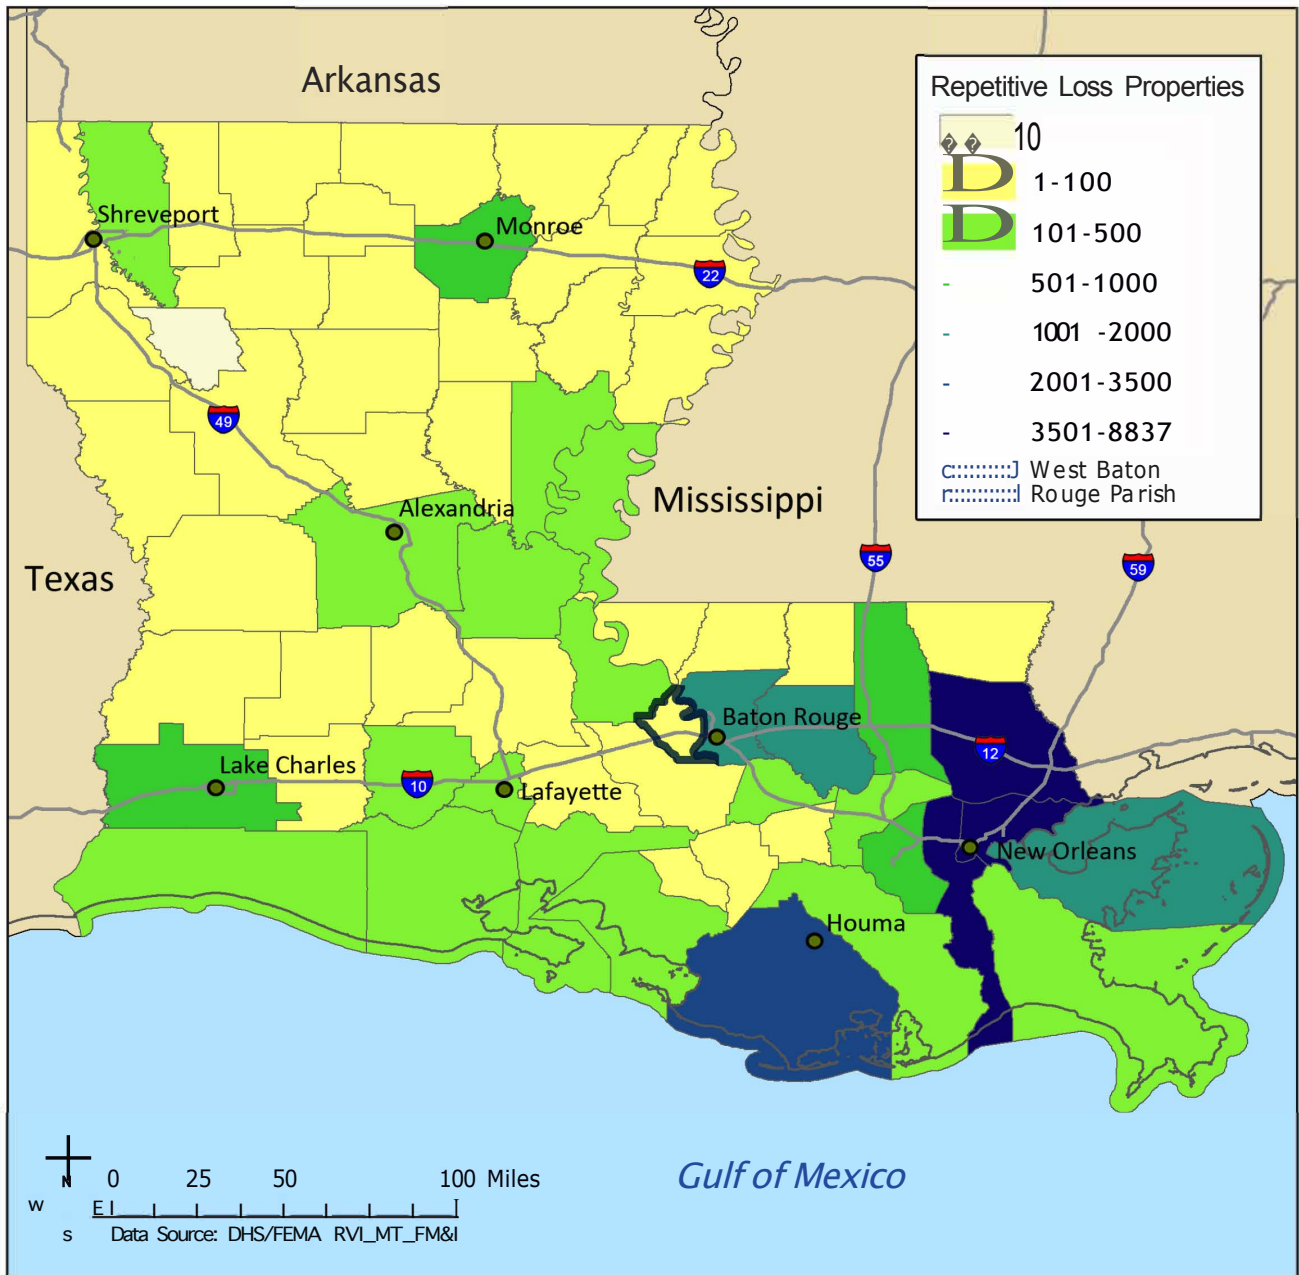 Arkansas
Repetitive Loss Properties
10
D 1-100
D 101-500
- 501-1000
- 1001 -2000
- 2001-3500
- 3501-8837
c::::::::::J West Baton
r::::::::::l Rouge Parish
Shreveport
Monroe
22
49
Alexandria
Mississippi
Texas
55
59
Baton Rouge
12
Lake Charles
10
Lafayette
New Orleans
Houma
Gulf of Mexico
N
0 25 50 100 Miles
w E
s
Data Source: DHS/FEMA RVI_MT_FM&I